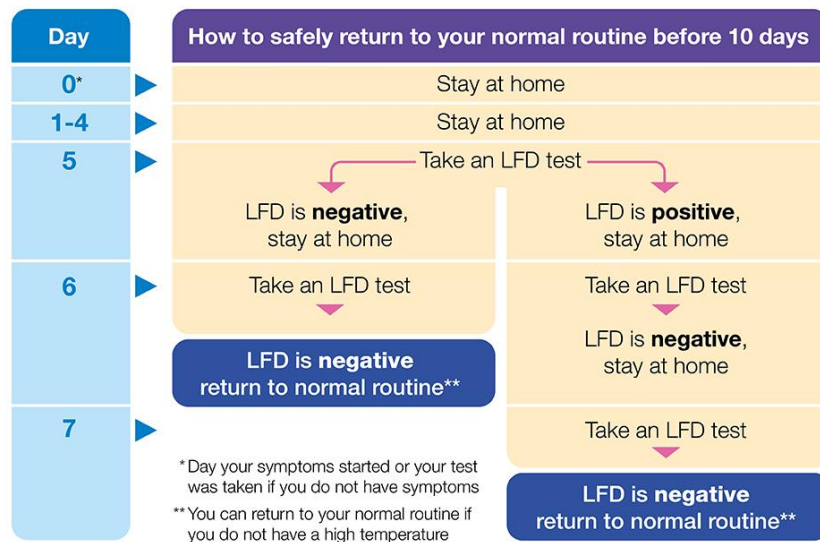 Day
How to safely return to your normal routine before 10 days
0*
Stay at home
1-4
Stay at home
5
Take an LFD test
LFD is negative,
stay at home
LFD is positive,
stay at home
6
Take an LFD test
LFD is negative
return to normal routine**
Take an LFD test
LFD is negative,
stay at home
7
Take an LFD test
LFD is negative
return to normal routine**
* Day your symptoms started or your test
was taken if you do not have symptoms
** You can return to your normal routine if
you do not have a high temperature